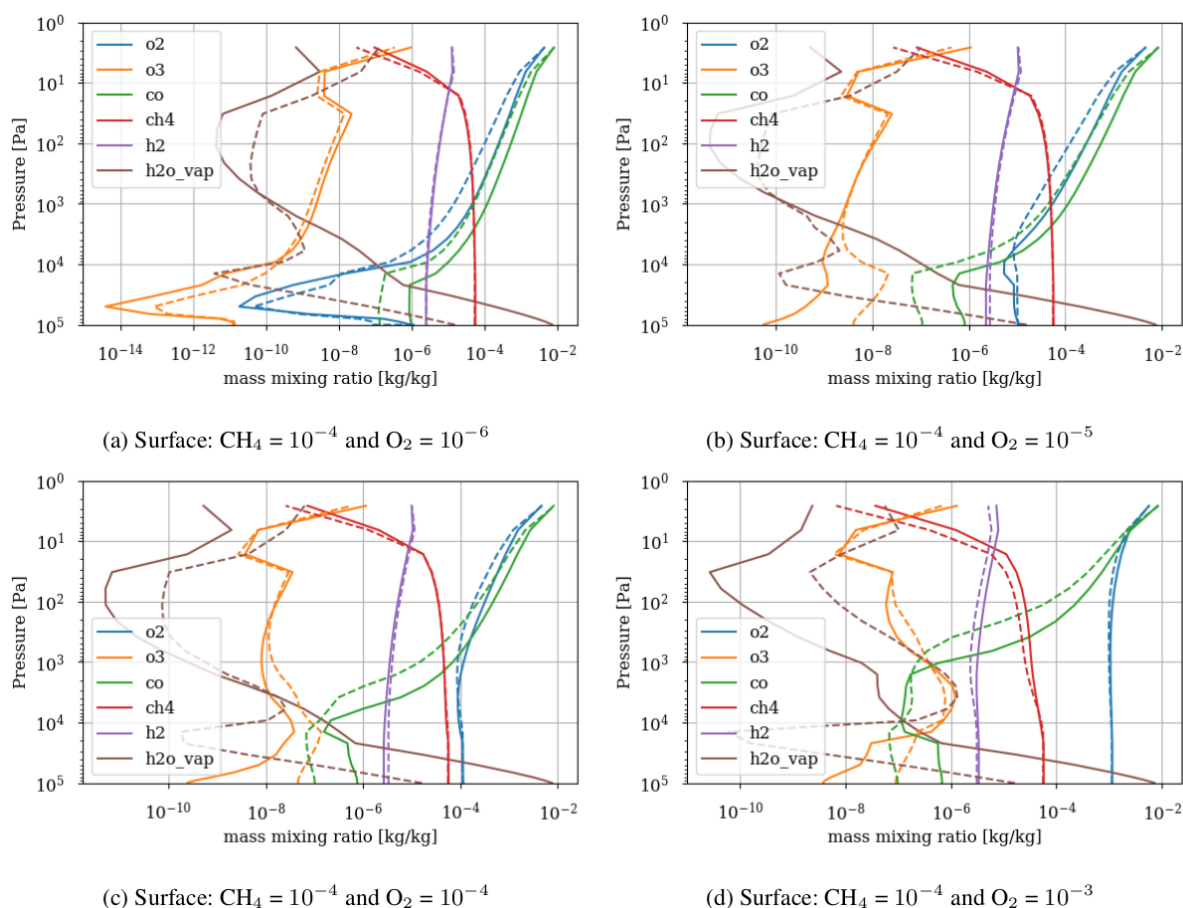 10⁰
10¹
10²
10³
10⁴
10⁵
Pressure [Pa]
o2
o3
co
ch4
h2
h2o_vap
10⁻¹⁴ 10⁻¹² 10⁻¹⁰ 10⁻⁸ 10⁻⁶ 10⁻⁴ 10⁻²
mass mixing ratio [kg/kg]
(a) Surface: CH₄ = 10⁻⁴ and O₂ = 10⁻⁶
10⁰
10¹
10²
10³
10⁴
10⁵
Pressure [Pa]
o2
o3
co
ch4
h2
h2o_vap
10⁻¹⁰ 10⁻⁸ 10⁻⁶ 10⁻⁴ 10⁻²
mass mixing ratio [kg/kg]
(b) Surface: CH₄ = 10⁻⁴ and O₂ = 10⁻⁵
10⁰
10¹
10²
10³
10⁴
10⁵
Pressure [Pa]
o2
o3
co
ch4
h2
h2o_vap
10⁻¹⁰ 10⁻⁸ 10⁻⁶ 10⁻⁴ 10⁻²
mass mixing ratio [kg/kg]
(c) Surface: CH₄ = 10⁻⁴ and O₂ = 10⁻⁴
10⁰
10¹
10²
10³
10⁴
10⁵
Pressure [Pa]
o2
o3
co
ch4
h2
h2o_vap
10⁻¹⁰ 10⁻⁸ 10⁻⁶ 10⁻⁴ 10⁻²
mass mixing ratio [kg/kg]
(d) Surface: CH₄ = 10⁻⁴ and O₂ = 10⁻³